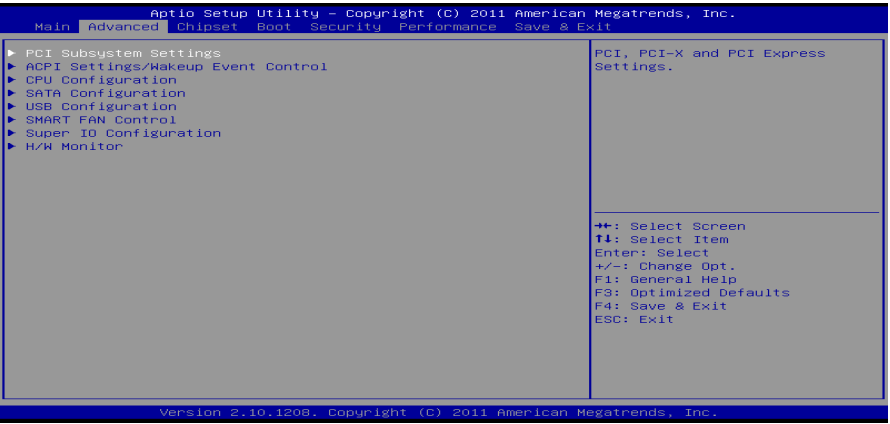 Aptio Setup Utility – Copyright (C) 2011 American Megatrends, Inc.
Main Advanced Chipset Boot Security Performance Save & Exit
► PCI Subsystem Settings
► ACPI Settings/Wakeup Event Control
► CPU Configuration
► SATA Configuration
► USB Configuration
► SMART FAN Control
► Super IO Configuration
► H/W Monitor
PCI, PCI-X and PCI Express
Settings.
→←: Select Screen
↑↓: Select Item
Enter: Select
+/-: Change Opt.
F1: General Help
F3: Optimized Defaults
F4: Save & Exit
ESC: Exit
Version 2.10.1208. Copyright (C) 2011 American Megatrends, Inc.